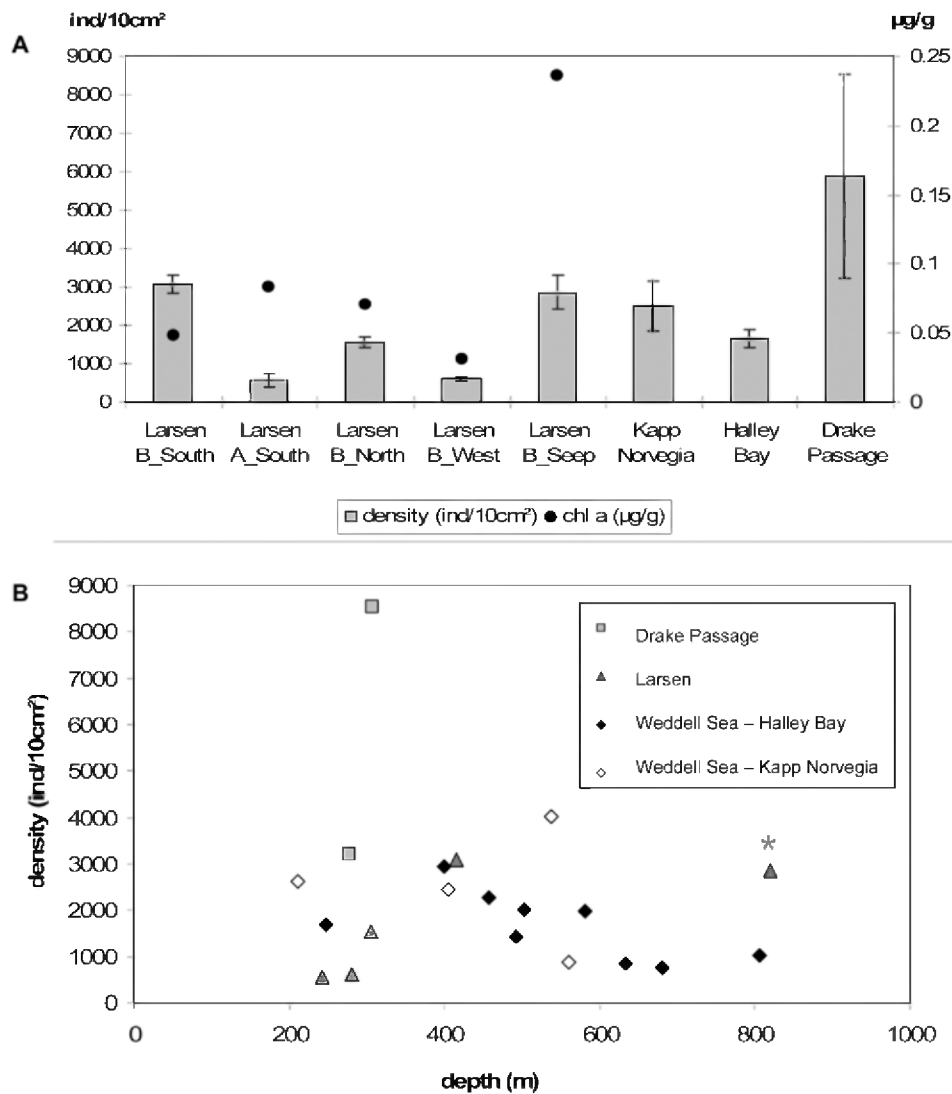 ind/10cm² µg/g
A
9000 0.25
8000
7000 0.2
6000
5000 0.15
4000
3000 0.1
2000 0.05
1000
0 0
Larsen Larsen Larsen Larsen Larsen Kapp Halley Drake
B_South A_South B_North B_West B_Seep Norvegia Bay Passage
density (ind/10cm²) chl a (µg/g)
B
9000
8000
7000
6000
5000
4000
3000
2000
1000
0
density (ind/10cm²)
Drake Passage
Larsen
Weddell Sea – Halley Bay
Weddell Sea – Kapp Norvegia
*
0 200 400 600 800 1000
depth (m)